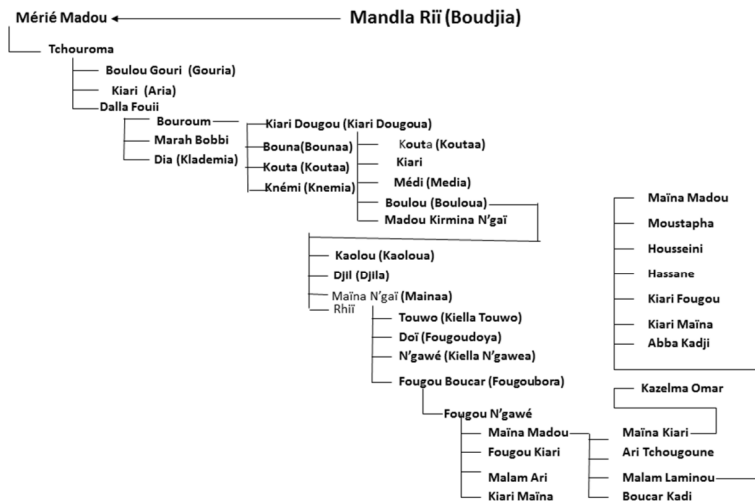 Mérié Madou
Mandla Riï (Boudjia)
Tchouroma
Boulou Gouri (Gouria)
Kiari (Aria)
Dalla Fouii
Bouroum
Marah Bobbi
Dia (Klademia)
Kiari Dougou (Kiari Dougoua)
Bouna(Bounaa)
Kouta (Koutaa)
Knémi (Knemia)
Kouta (Koutaa)
Kiari
Médi (Media)
Boulou (Bouloua)
Madou Kirmina N'gaï
Kaolou (Kaoloua)
Djil (Djila)
Maïna N'gaï (Mainaa)
Rhiï
Touwo (Kiella Touwo)
Doï (Fougoudoya)
N'gawé (Kiella N'gawea)
Fougou Boucar (Fougoubora)
Fougou N'gawé
Maïna Madou
Fougou Kiari
Malam Ari
Kiari Maïna
Maïna Kiari
Ari Tchougoune
Malam Laminou
Boucar Kadi
Kazelma Omar
Maïna Madou
Moustapha
Housseini
Hassane
Kiari Fougou
Kiari Maïna
Abba Kadji